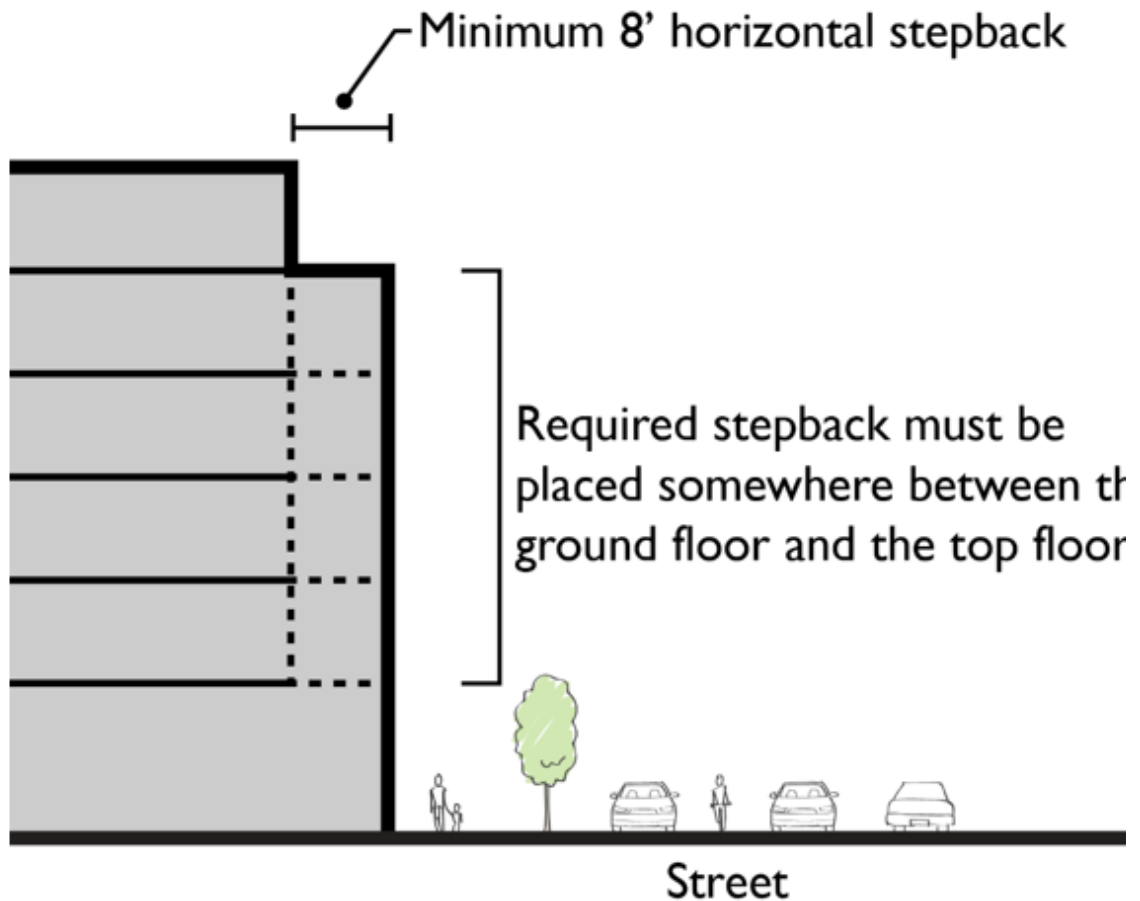 Minimum 8' horizontal stepback
Required stepback must be
placed somewhere between th
ground floor and the top floor
Street